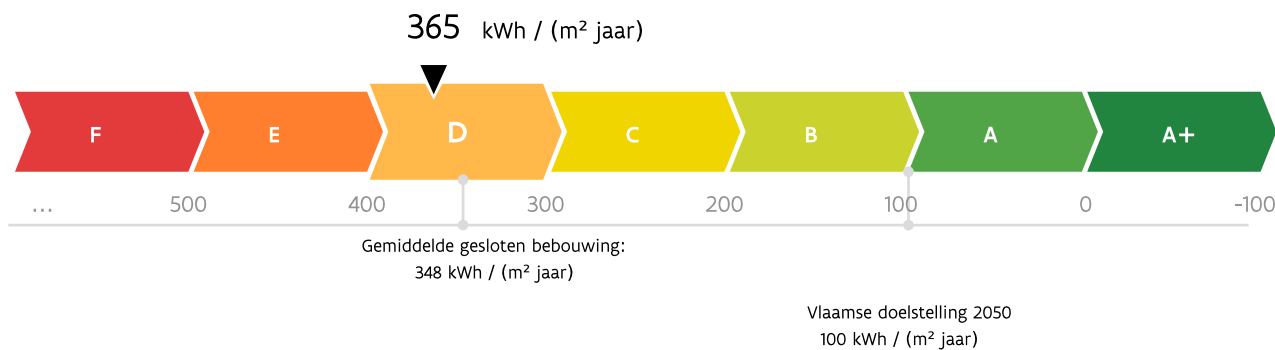 365 kWh / (m² jaar)
F E D C B A A+
... 500 400 300 200 100 0 -100
Gemiddelde gesloten bebouwing:
348 kWh / (m² jaar)
Vlaamse doelstelling 2050
100 kWh / (m² jaar)